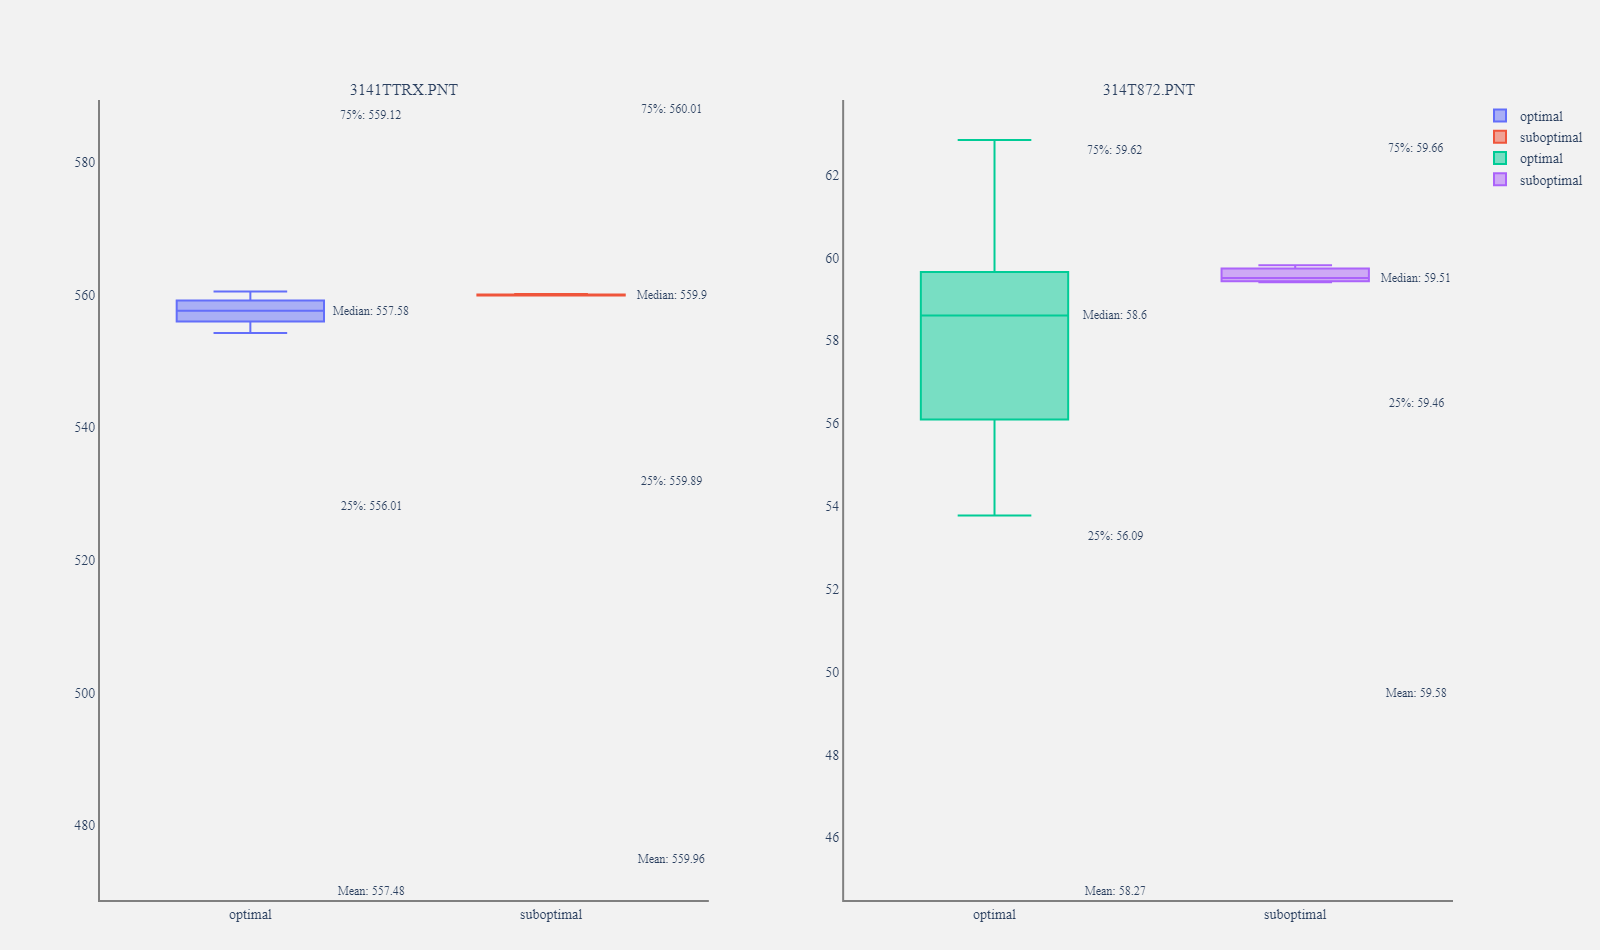 3141TTRX.PNT
75%: 559.12
75%: 560.01
580
560
540
520
500
480
Median: 557.58
Median: 559.9
25%: 556.01
25%: 559.89
Mean: 557.48
Mean: 559.96
optimal
suboptimal
314T872.PNT
75%: 59.62
75%: 59.66
62
60
58
56
54
52
50
48
46
Median: 58.6
Median: 59.51
25%: 56.09
25%: 59.46
Mean: 58.27
Mean: 59.58
optimal
suboptimal
optimal
suboptimal
optimal
suboptimal